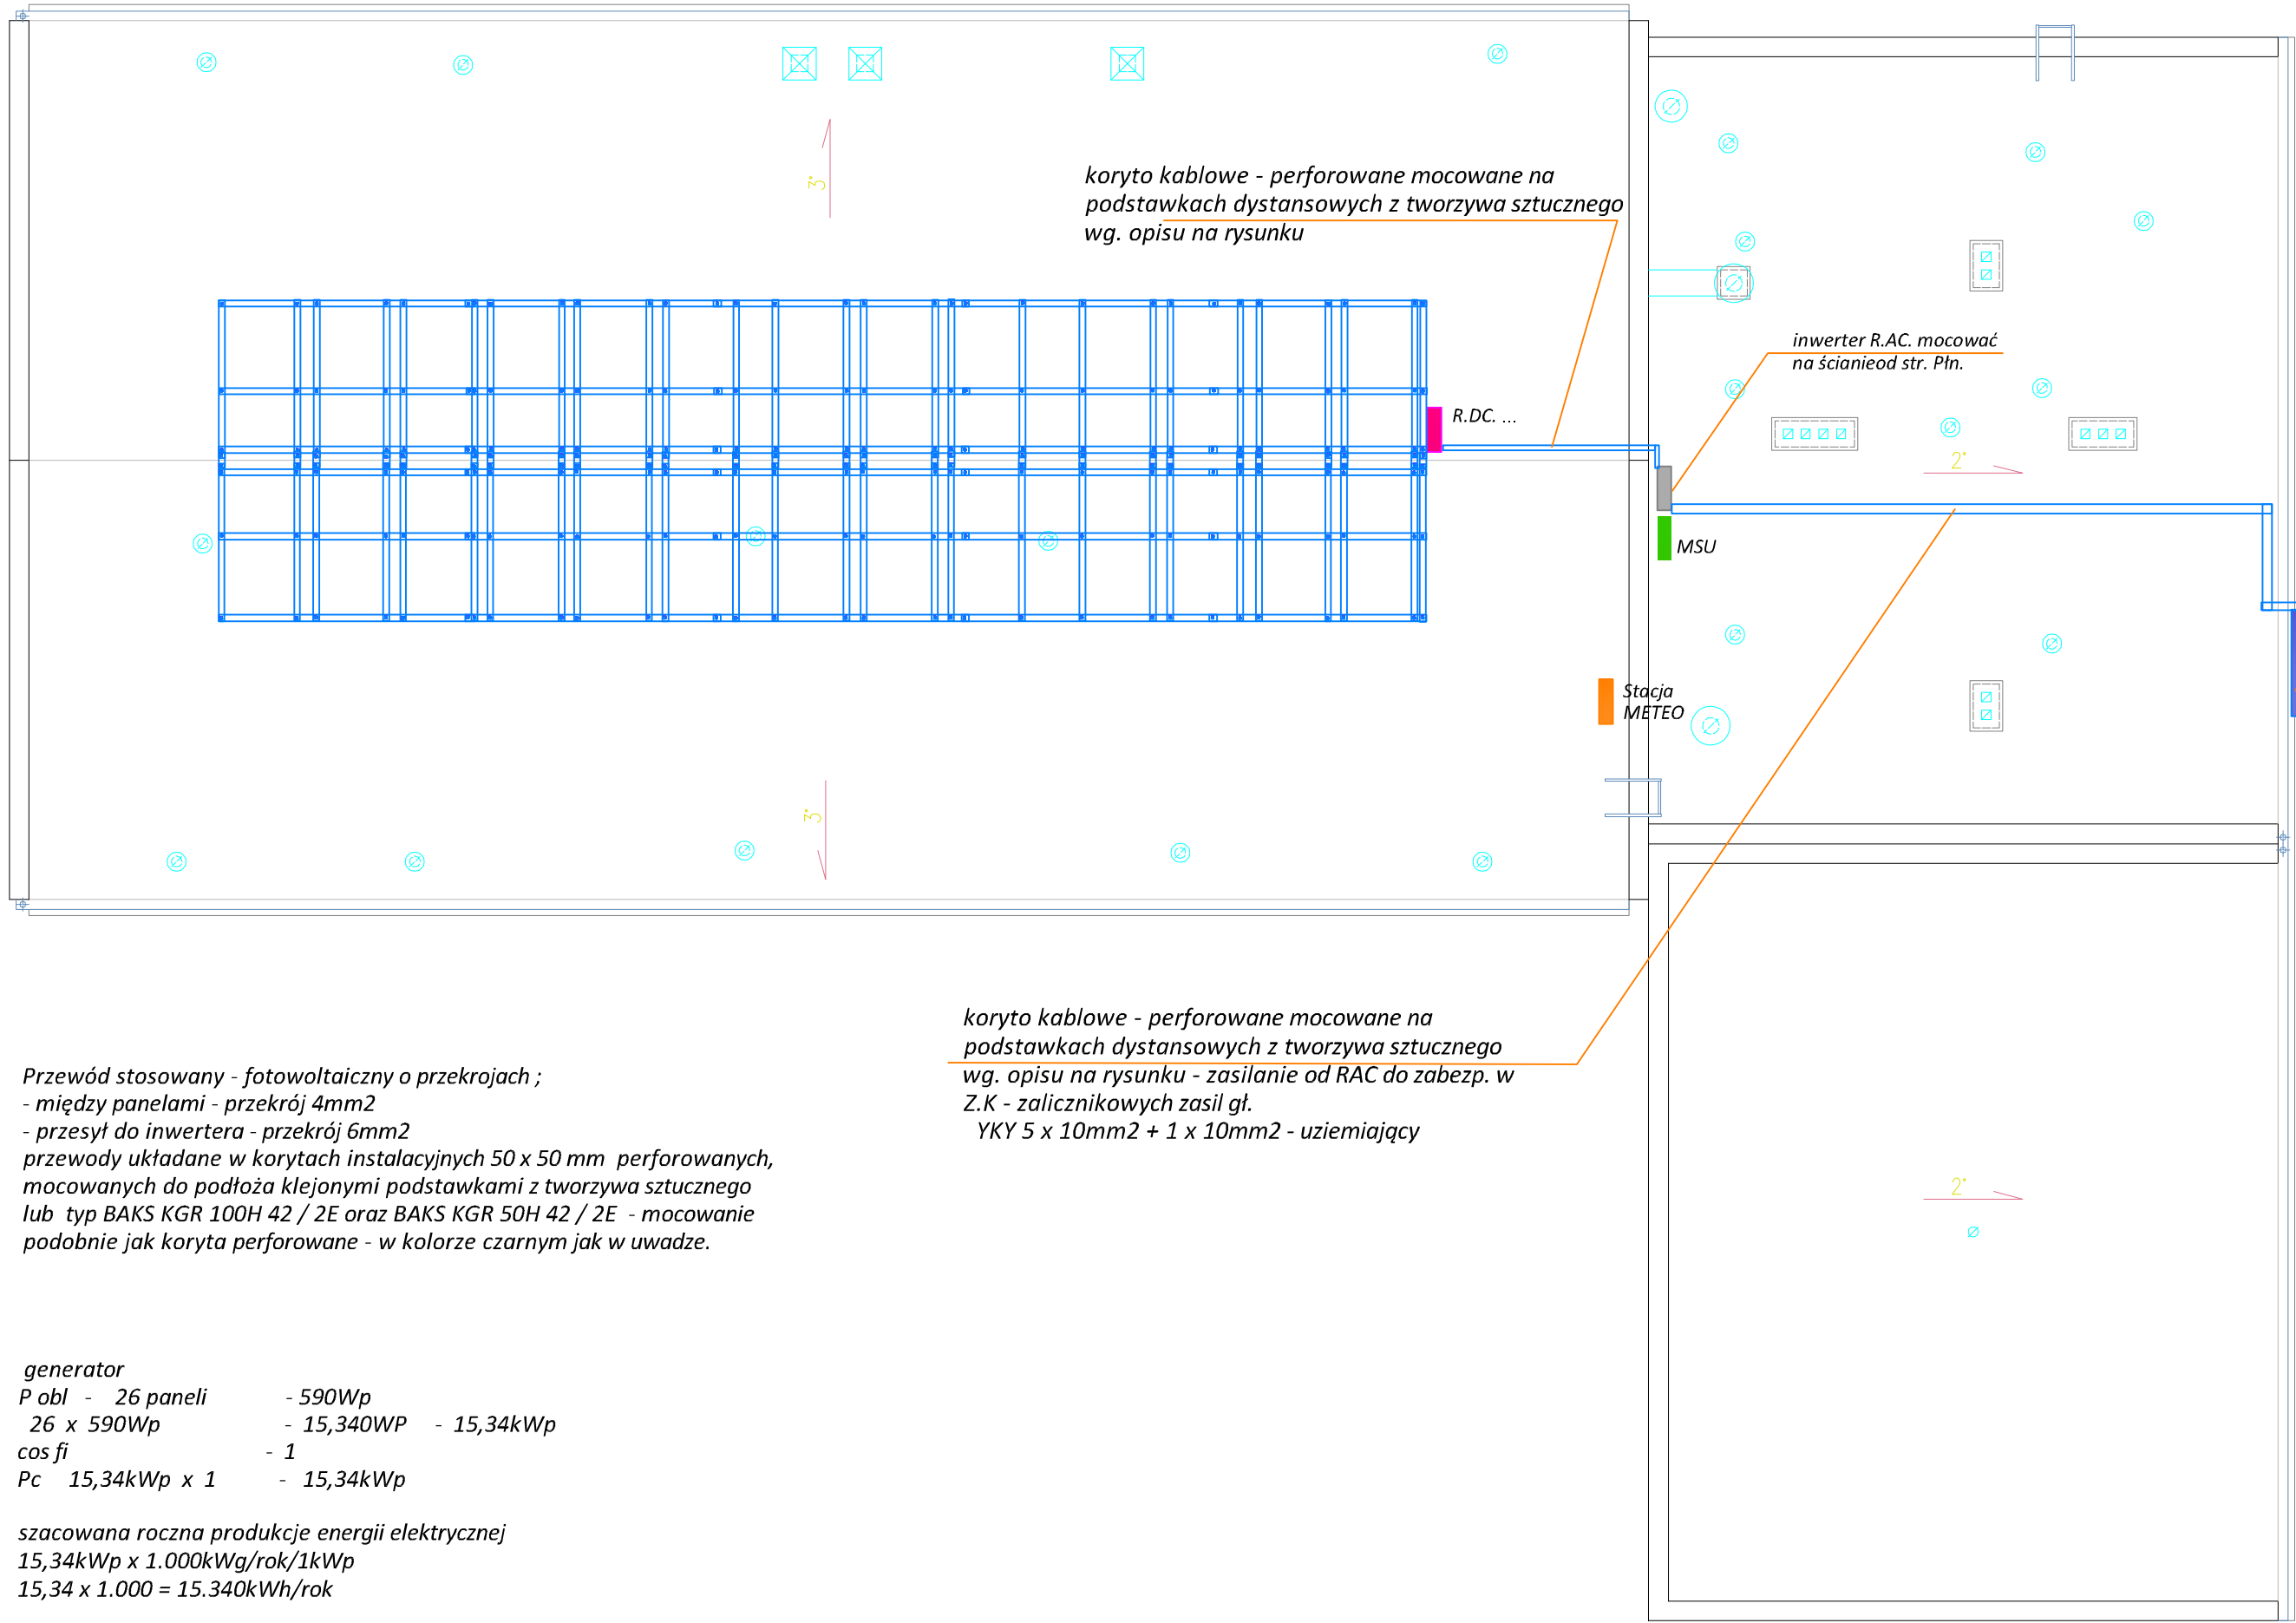 koryto kablowe - perforowane mocowane na
podstawkach dystansowych z tworzywa sztucznego
wg. opisu na rysunku
3°
inwerter R.AC. mocować
na ścianieod str. Płn.
R.DC. ...
2°
MSU
Stacja
METEO
3°
koryto kablowe - perforowane mocowane na
podstawkach dystansowych z tworzywa sztucznego
wg. opisu na rysunku - zasilanie od RAC do zabezp. w
Z.K - zalicznikowych zasil gł.
YKY 5 x 10mm2 + 1 x 10mm2 - uziemiający
Przewód stosowany - fotowoltaiczny o przekrojach ;
- między panelami - przekrój 4mm2
- przesył do inwertera - przekrój 6mm2
przewody układane w korytach instalacyjnych 50 x 50 mm perforowanych,
mocowanych do podłoża klejonymi podstawkami z tworzywa sztucznego
lub typ BAKS KGR 100H 42 / 2E oraz BAKS KGR 50H 42 / 2E - mocowanie
podobnie jak koryta perforowane - w kolorze czarnym jak w uwadze.
2°
generator
P obl - 26 paneli - 590Wp
26 x 590Wp - 15,340WP - 15,34kWp
cos fi - 1
Pc 15,34kWp x 1 - 15,34kWp
szacowana roczna produkcje energii elektrycznej
15,34kWp x 1.000kWg/rok/1kWp
15,34 x 1.000 = 15.340kWh/rok